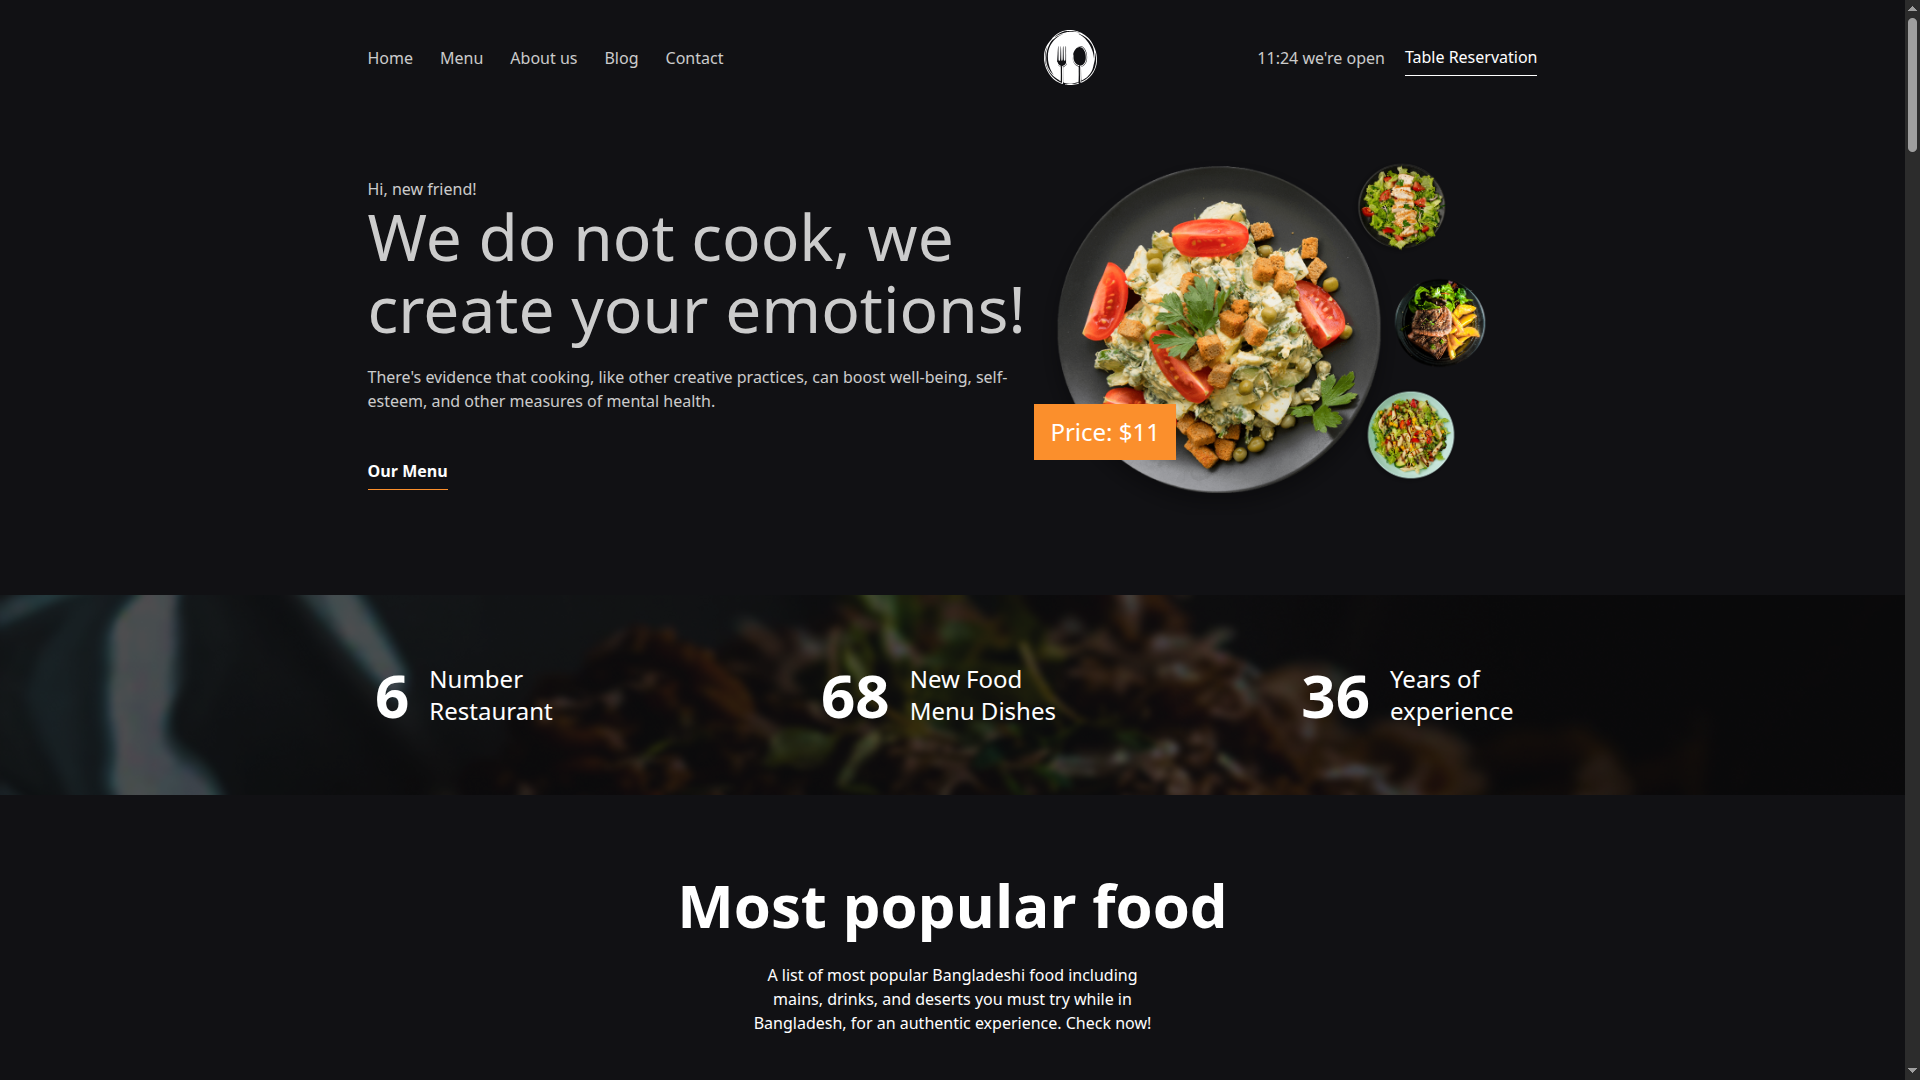 Home Menu About us Blog Contact
11:24 we're open Table Reservation
Hi, new friend!
We do not cook, we
create your emotions!
There's evidence that cooking, like other creative practices, can boost well-being, self-
esteem, and other measures of mental health.
Our Menu
Price: $11
6 Number
Restaurant
68 New Food
Menu Dishes
36 Years of
experience
Most popular food
A list of most popular Bangladeshi food including
mains, drinks, and deserts you must try while in
Bangladesh, for an authentic experience. Check now!